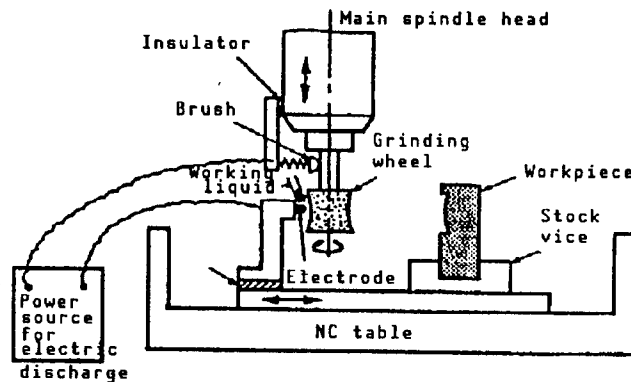 Main spindle head
Insulator
Brush
Grinding
wheel
Working
liquid
Workpiece
Stock
vice
Electrode
Power
source
for
electric
discharge
NC table